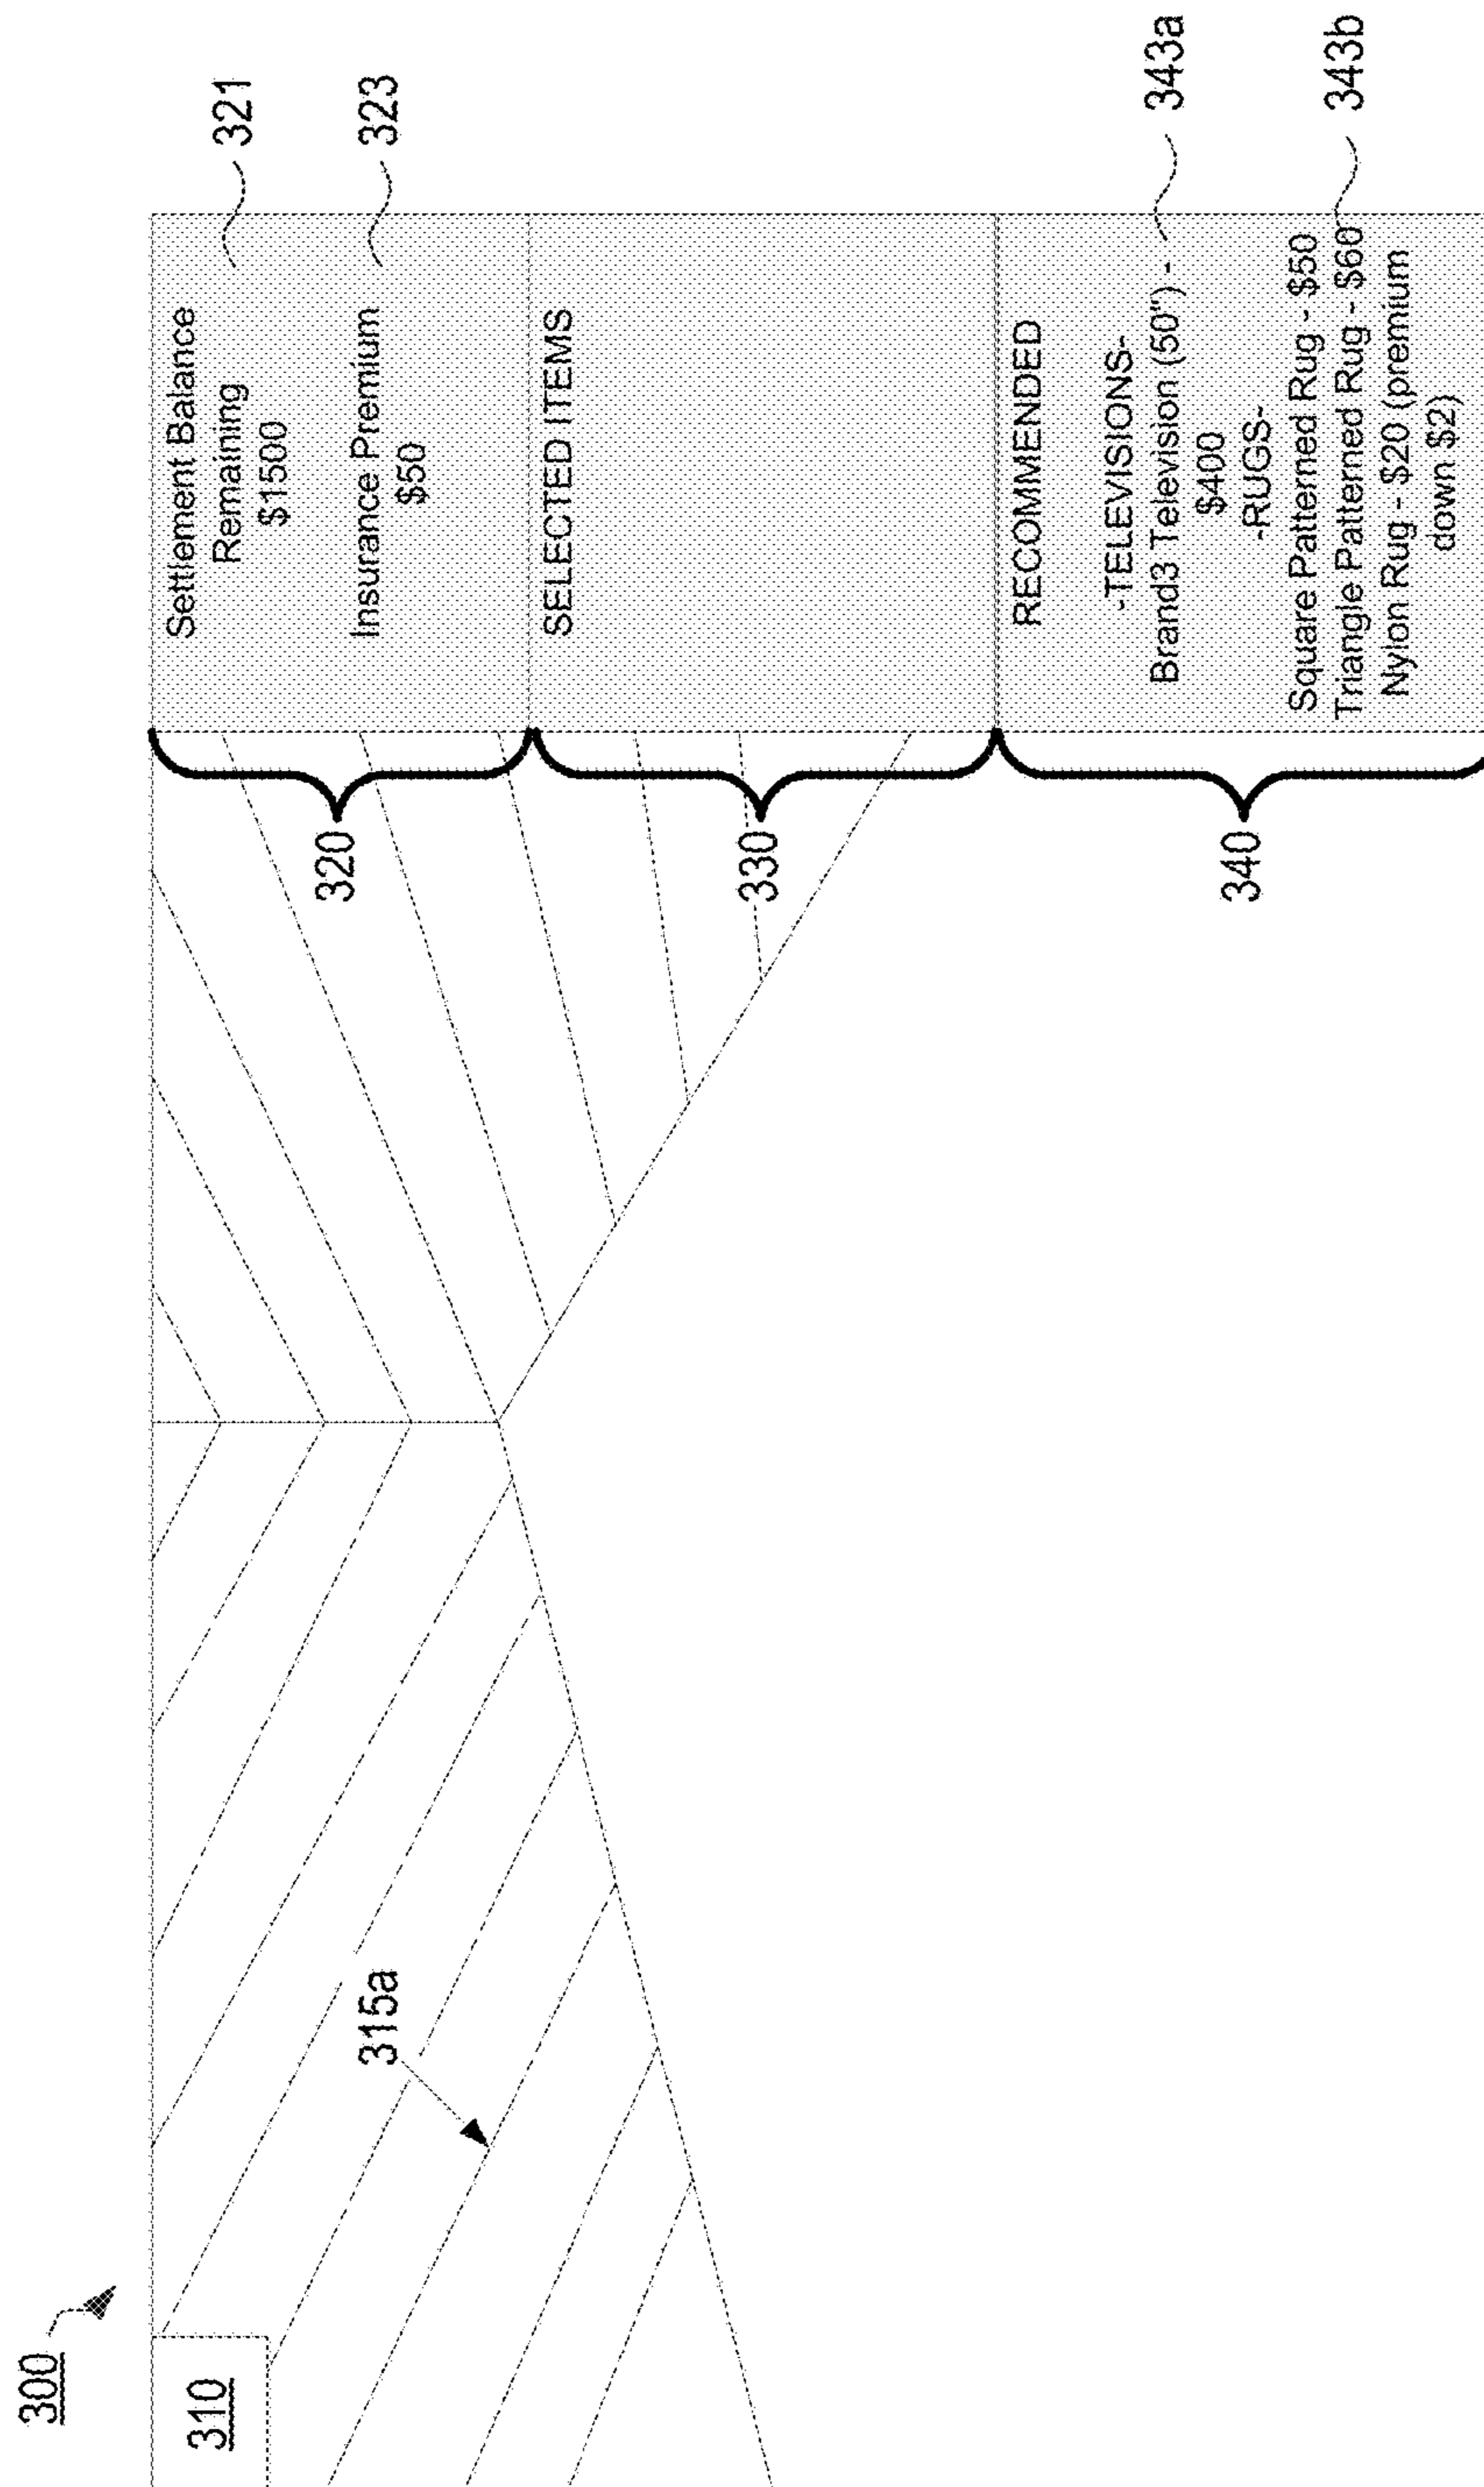 300
310
315a
320
Settlement Balance
Remaining
$1500
321
Insurance Premium
$50
323
330
SELECTED ITEMS
340
RECOMMENDED
-TELEVISIONS-
Brand3 Television (50") -
$400
343a
-RUGS-
Square Patterned Rug - $50
Triangle Patterned Rug - $60
Nylon Rug - $20 (premium
down $2)
343b